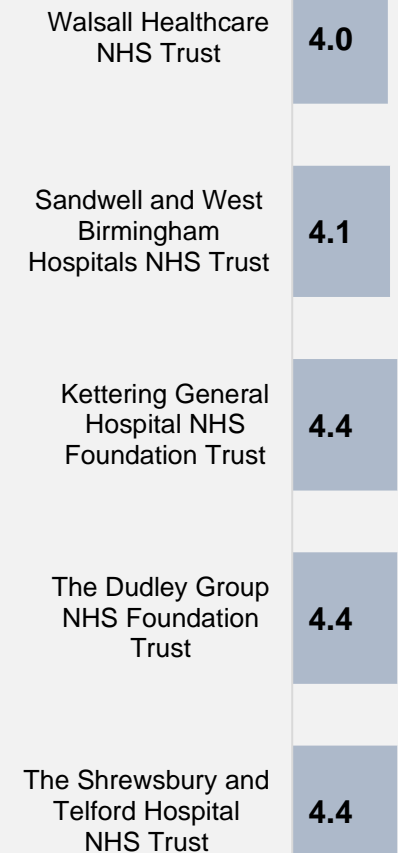 Walsall Healthcare
NHS Trust
4.0
Sandwell and West
Birmingham
Hospitals NHS Trust
4.1
Kettering General
Hospital NHS
Foundation Trust
4.4
The Dudley Group
NHS Foundation
Trust
4.4
The Shrewsbury and
Telford Hospital
NHS Trust
4.4